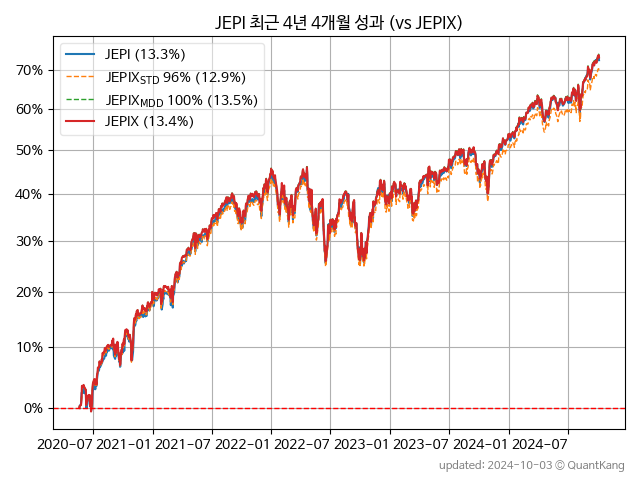 JEPI 최근 4년 4개월 성과 (vs JEPIX)
JEPI (13.3%)
JEPIX_STD 96% (12.9%)
JEPIX_MDD 100% (13.5%)
JEPIX (13.4%)
70%
60%
50%
40%
30%
20%
10%
0%
2020-07 2021-01 2021-07 2022-01 2022-07 2023-01 2023-07 2024-01 2024-07
updated: 2024-10-03 © QuantKang